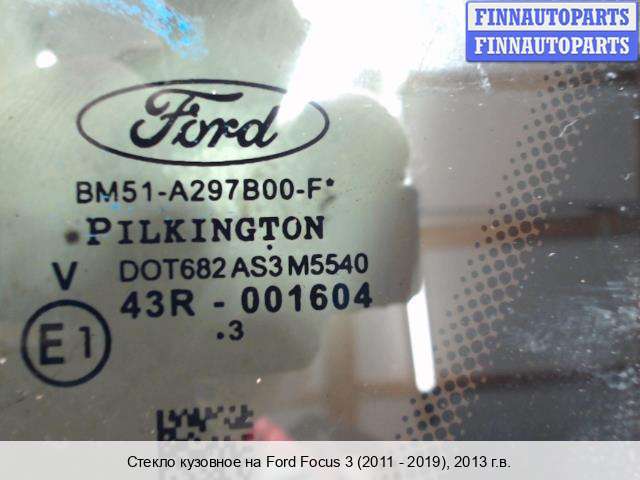 FINNAUTOPARTS
FINNAUTOPARTS
Ford
BM51-A297B00-F*
PILKINGTON
V DOT682 AS3 M5540
43R - 001604
E1
.3
Стекло кузовное на Ford Focus 3 (2011 - 2019), 2013 г.в.